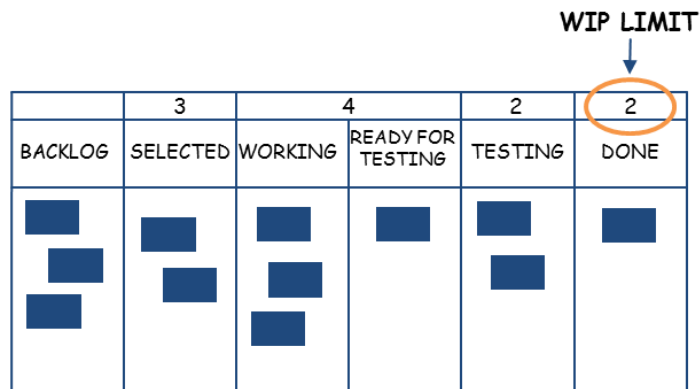 WIP LIMIT
3 4 2 2
BACKLOG SELECTED WORKING READY FOR TESTING TESTING DONE